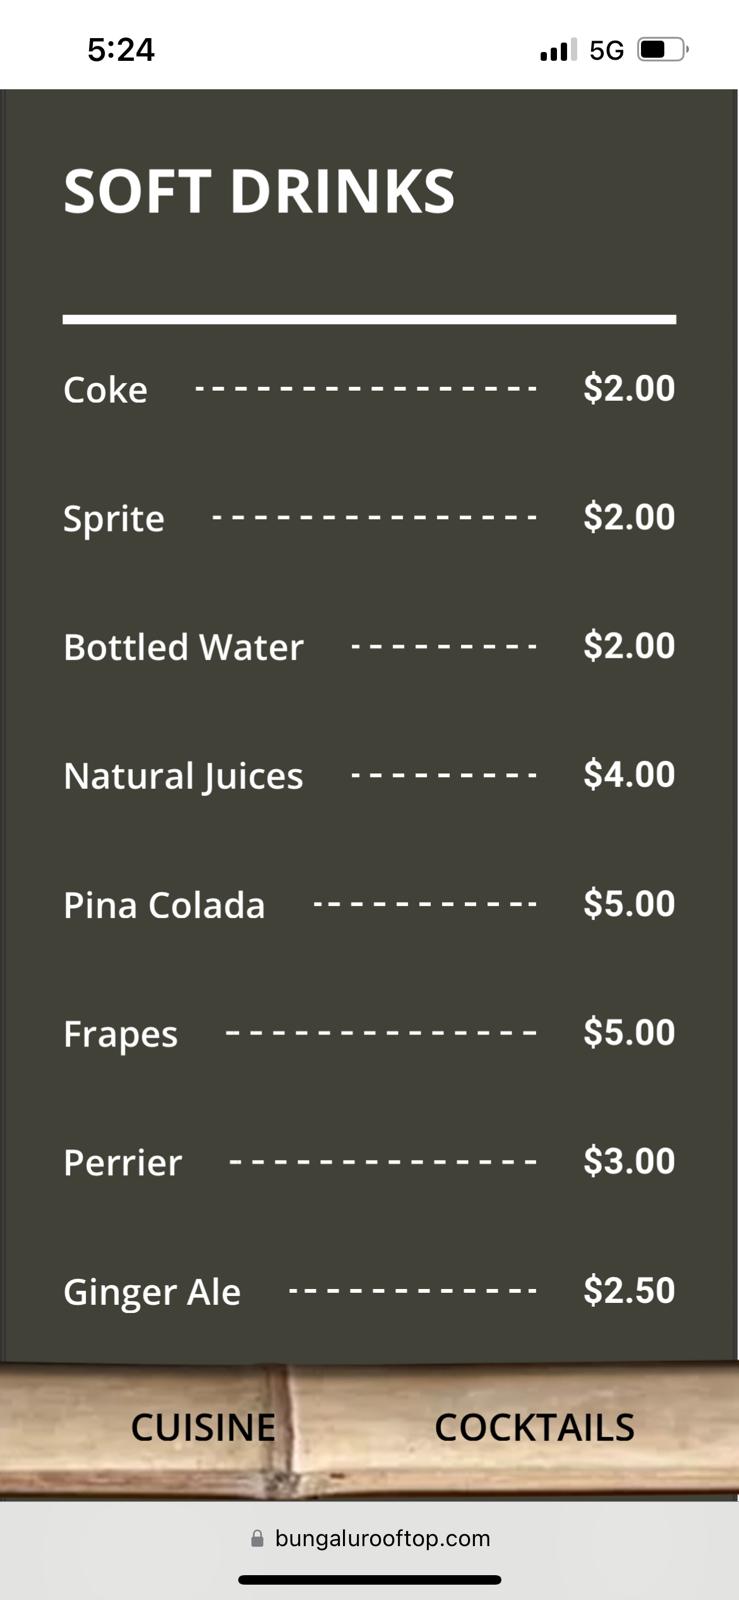 5:24 5G
SOFT DRINKS
Coke $2.00
Sprite $2.00
Bottled Water $2.00
Natural Juices $4.00
Pina Colada $5.00
Frapes $5.00
Perrier $3.00
Ginger Ale $2.50
CUISINE COCKTAILS
bungalurooftop.com